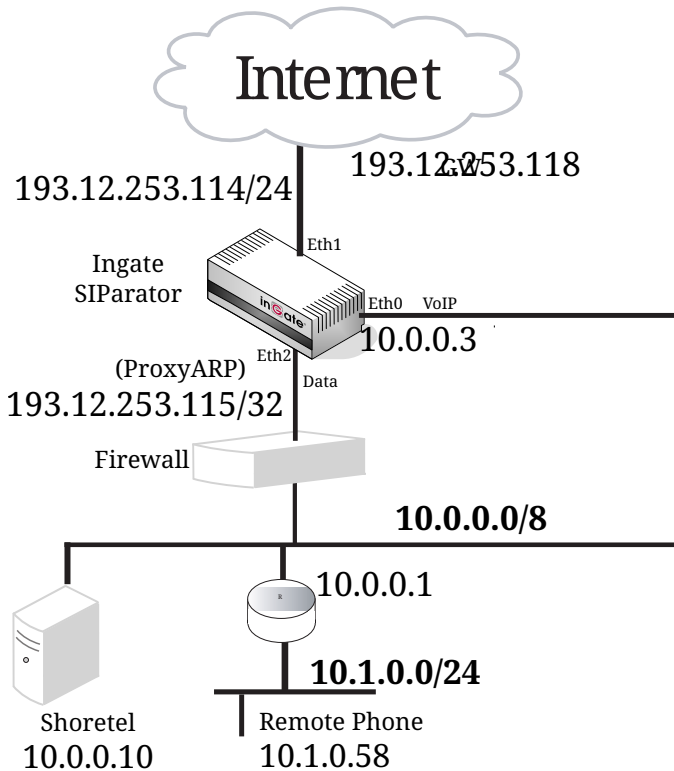 Internet
193.12.253.118
GW
193.12.253.114/24
Eth1
Ingate
SIParator
inGate
Eth0 VoIP
10.0.0.3
Eth2
(ProxyARP)
Data
193.12.253.115/32
Firewall
10.0.0.0/8
10.0.0.1
R
10.1.0.0/24
Shoretel
10.0.0.10
Remote Phone
10.1.0.58